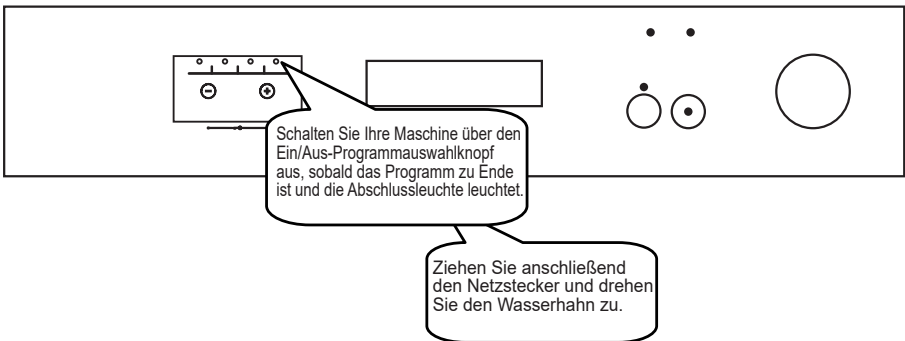 Schalten Sie Ihre Maschine über den
Ein/Aus-Programmauswahlknopf
aus, sobald das Programm zu Ende
ist und die Abschlussleuchte leuchtet.
Ziehen Sie anschließend
den Netzstecker und drehen
Sie den Wasserhahn zu.